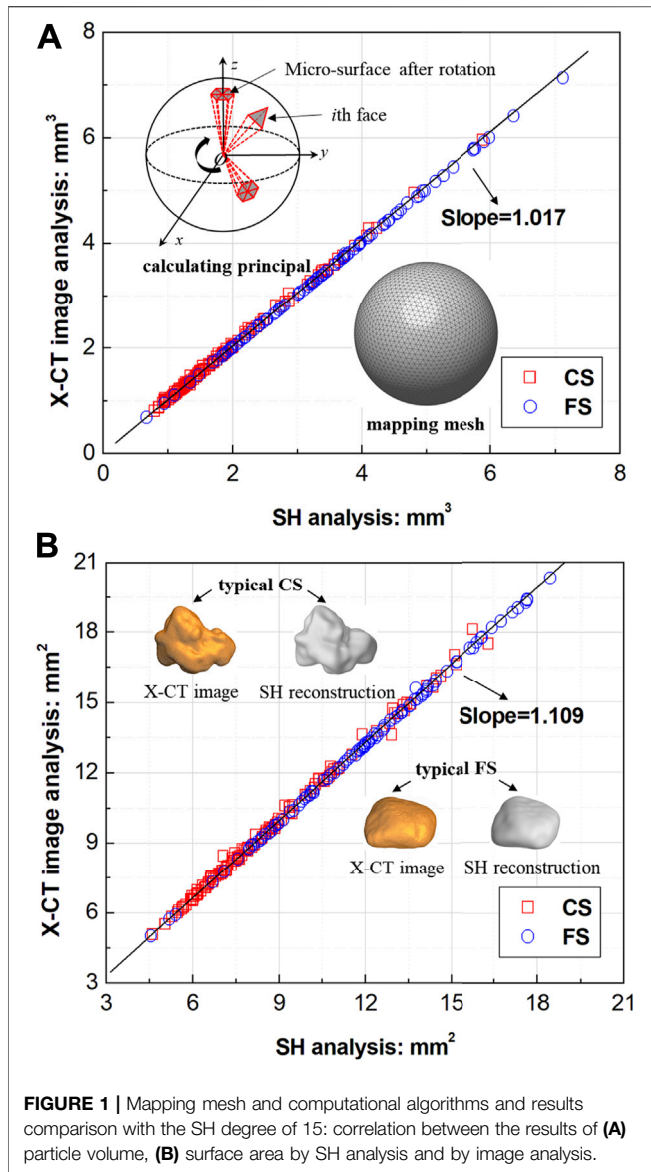 A
X-CT image analysis: mm³
8
6
4
2
0
z
Micro-surface after rotation
ith face
o
y
x
calculating principal
Slope=1.017
mapping mesh
CS
FS
0 2 4 6 8
SH analysis: mm³
B
X-CT image analysis: mm²
21
18
15
12
9
6
3
typical CS
X-CT image SH reconstruction
Slope=1.109
typical FS
X-CT image SH reconstruction
CS
FS
3 6 9 12 15 18 21
SH analysis: mm²
FIGURE 1 | Mapping mesh and computational algorithms and results
comparison with the SH degree of 15: correlation between the results of (A)
particle volume, (B) surface area by SH analysis and by image analysis.